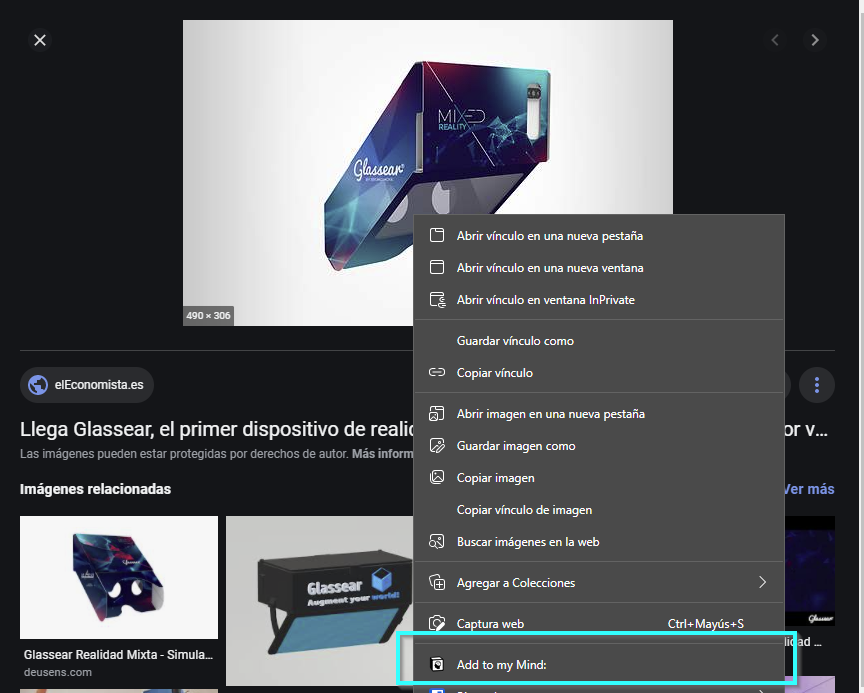 MIXED
REALITY
Glassear
490 × 306
Abrir vínculo en una nueva pestaña
Abrir vínculo en una nueva ventana
Abrir vínculo en ventana InPrivate
Guardar vínculo como
Copiar vínculo
elEconomista.es
Abrir imagen en una nueva pestaña
Llega Glassear, el primer dispositivo de realid
or v...
Guardar imagen como
Las imágenes pueden estar protegidas por derechos de autor. Más inform
Copiar imagen
Imágenes relacionadas
Ver más
Copiar vínculo de imagen
Buscar imágenes en la web
Agregar a Colecciones
Glassear
Augment your world!
Captura web Ctrl+Mayús+S
Glassear
Glassear Realidad Mixta - Simula...
lidad ...
Add to my Mind:
deusens.com